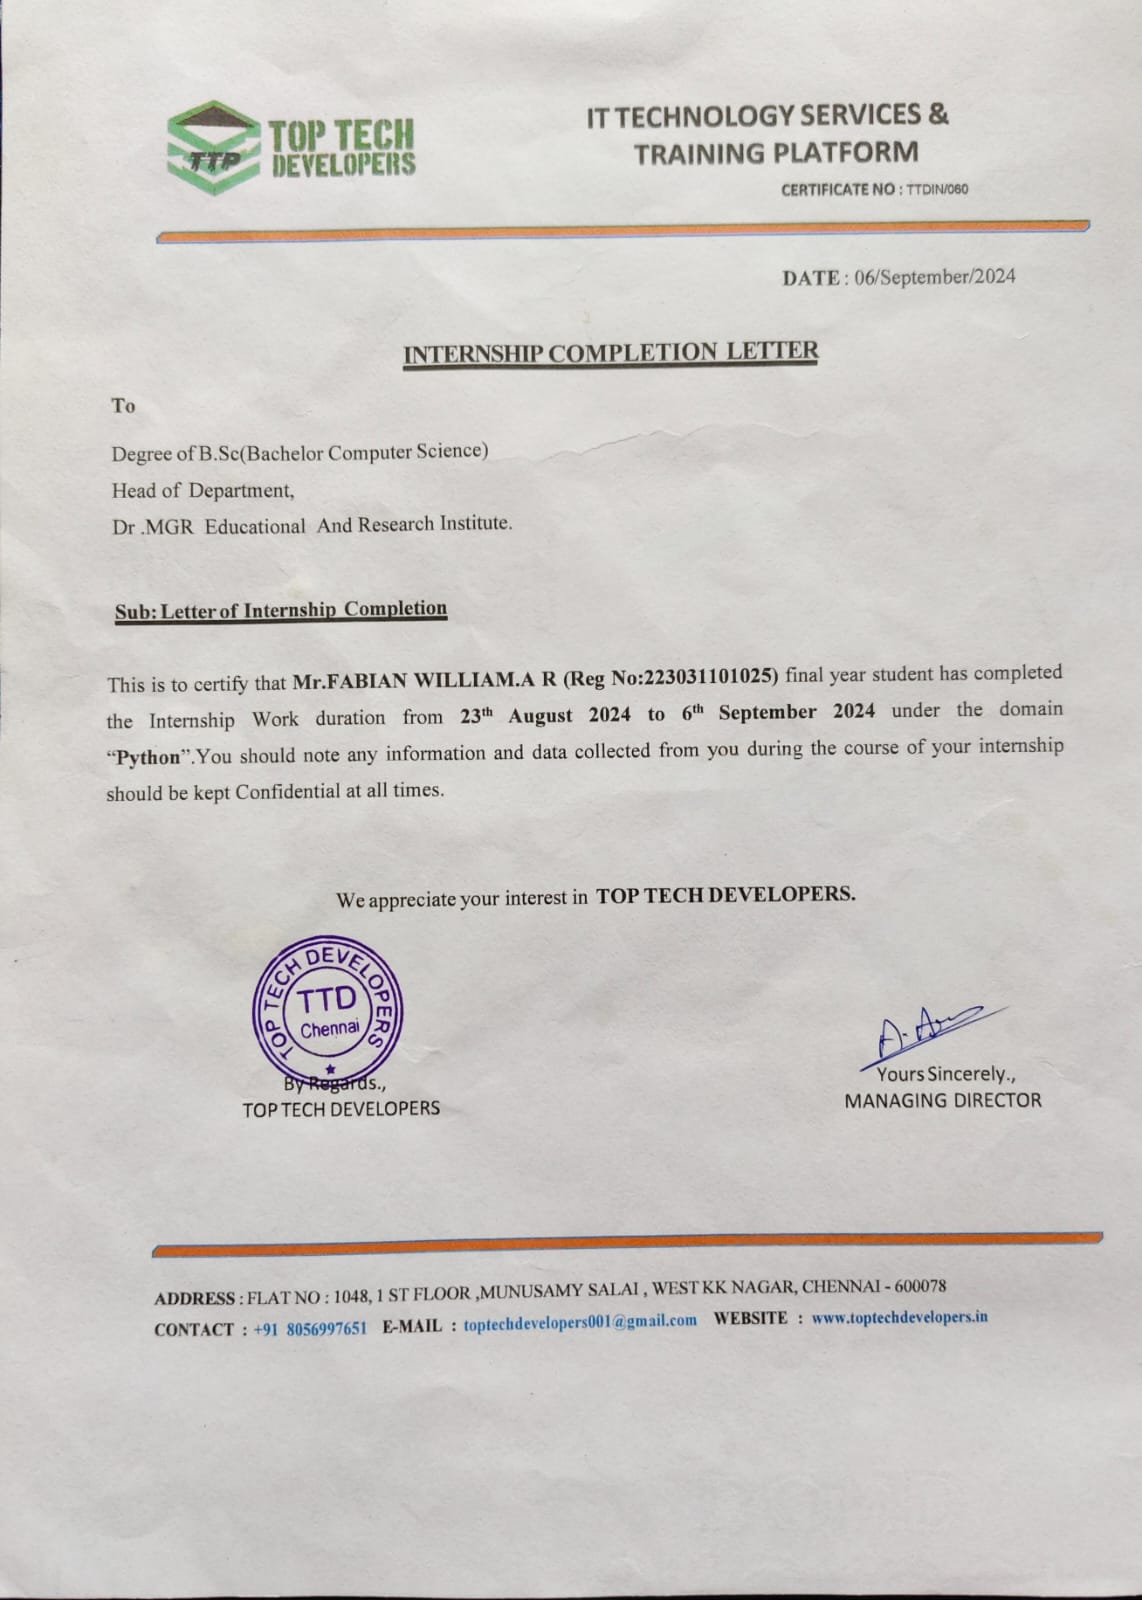 TTP
TOP TECH
DEVELOPERS
IT TECHNOLOGY SERVICES &
TRAINING PLATFORM
CERTIFICATE NO : TTDIN/060
DATE : 06/September/2024
INTERNSHIP COMPLETION LETTER
To
Degree of B.Sc(Bachelor Computer Science)
Head of Department,
Dr .MGR Educational And Research Institute.
Sub: Letter of Internship Completion
This is to certify that Mr.FABIAN WILLIAM.A R (Reg No:223031101025) final year student has completed
the Internship Work duration from 23th August 2024 to 6th September 2024 under the domain
“Python”.You should note any information and data collected from you during the course of your internship
should be kept Confidential at all times.
We appreciate your interest in TOP TECH DEVELOPERS.
TOP TECH DEVELOPERS
TTD
Chennai
By Regards.,
TOP TECH DEVELOPERS
Yours Sincerely.,
MANAGING DIRECTOR
ADDRESS : FLAT NO : 1048, 1 ST FLOOR ,MUNUSAMY SALAI , WEST KK NAGAR, CHENNAI - 600078
CONTACT : +91 8056997651 E-MAIL : toptechdevelopers001@gmail.com WEBSITE : www.toptechdevelopers.in